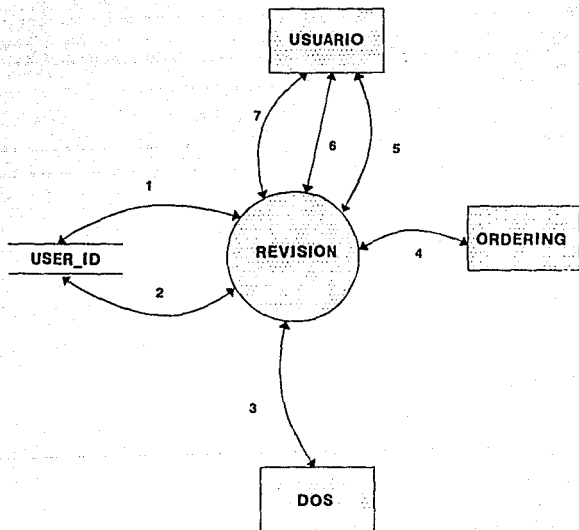 USUARIO
7
6
5
1
REVISION
ORDERING
4
USER_ID
2
3
DOS